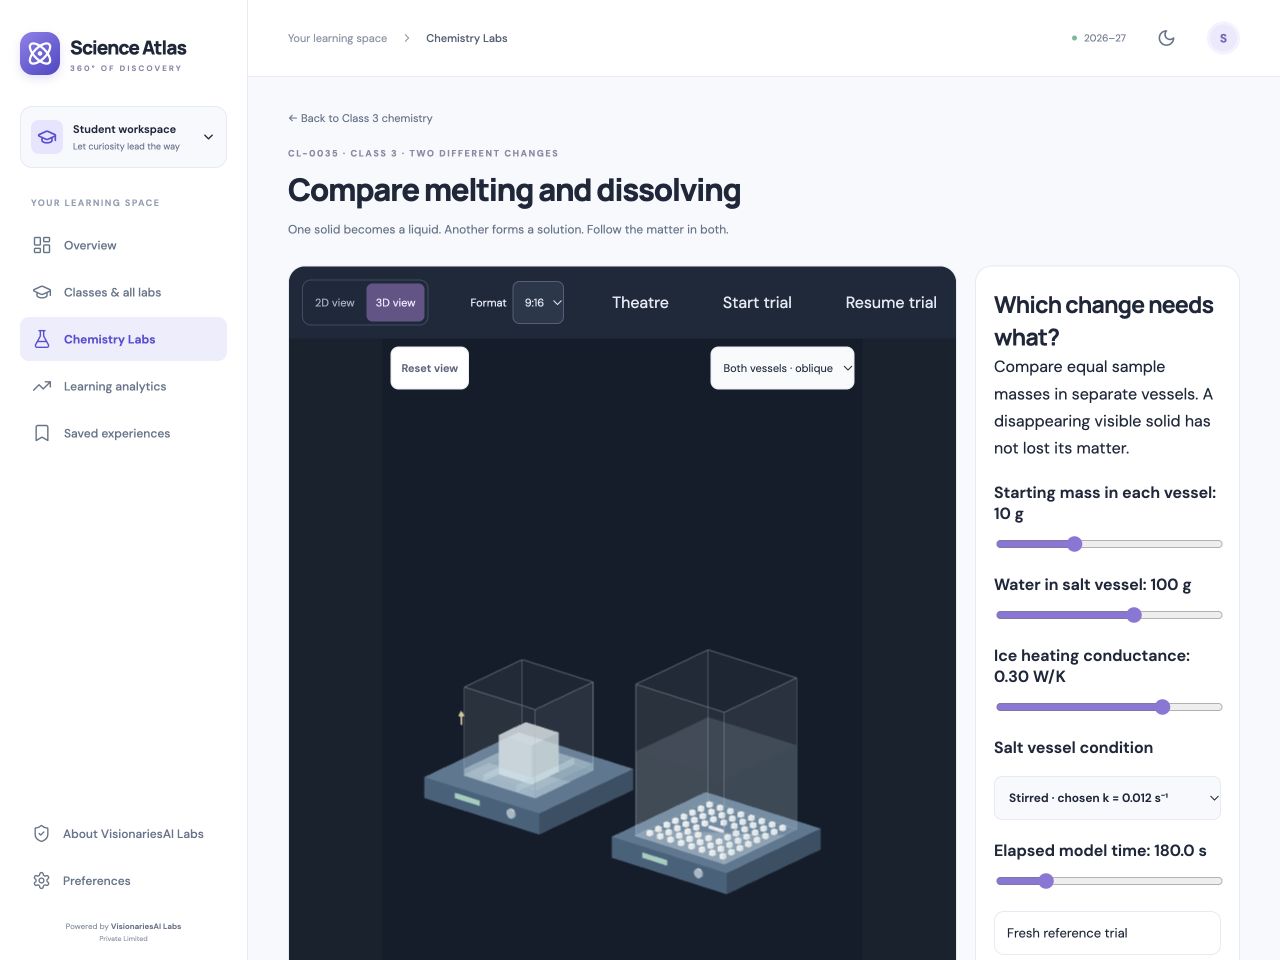 Science Atlas
360° OF DISCOVERY
Student workspace
Let curiosity lead the way
YOUR LEARNING SPACE
Overview
Classes & all labs
Chemistry Labs
Learning analytics
Saved experiences
About VisionariesAI Labs
Preferences
Powered by VisionariesAI Labs
Private Limited
Your learning space > Chemistry Labs
2026–27
S
← Back to Class 3 chemistry
CL-0035 · CLASS 3 · TWO DIFFERENT CHANGES
Compare melting and dissolving
One solid becomes a liquid. Another forms a solution. Follow the matter in both.
2D view 3D view Format 9:16 Theatre Start trial Resume trial
Reset view Both vessels · oblique
Which change needs
what?
Compare equal sample
masses in separate vessels. A
disappearing visible solid has
not lost its matter.
Starting mass in each vessel:
10 g
Water in salt vessel: 100 g
Ice heating conductance:
0.30 W/K
Salt vessel condition
Stirred · chosen k = 0.012 s⁻¹
Elapsed model time: 180.0 s
Fresh reference trial